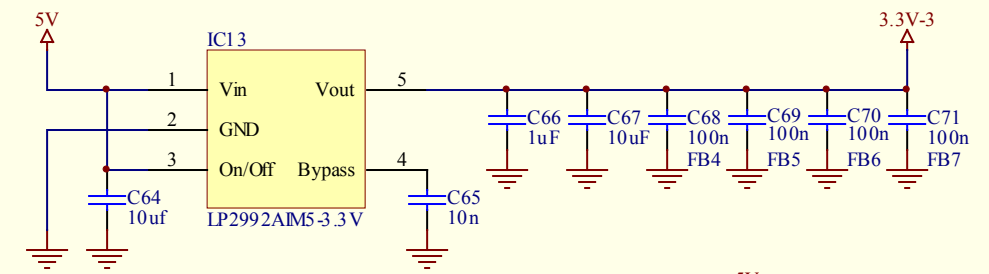 5V
3.3V-3
IC13
1 Vin Vout 5
2 GND
3 On/Off Bypass 4
LP2992AIM5-3.3V
C64
10uf
C65
10n
C66
1uF
C67
10uF
C68
100n
FB4
C69
100n
FB5
C70
100n
FB6
C71
100n
FB7